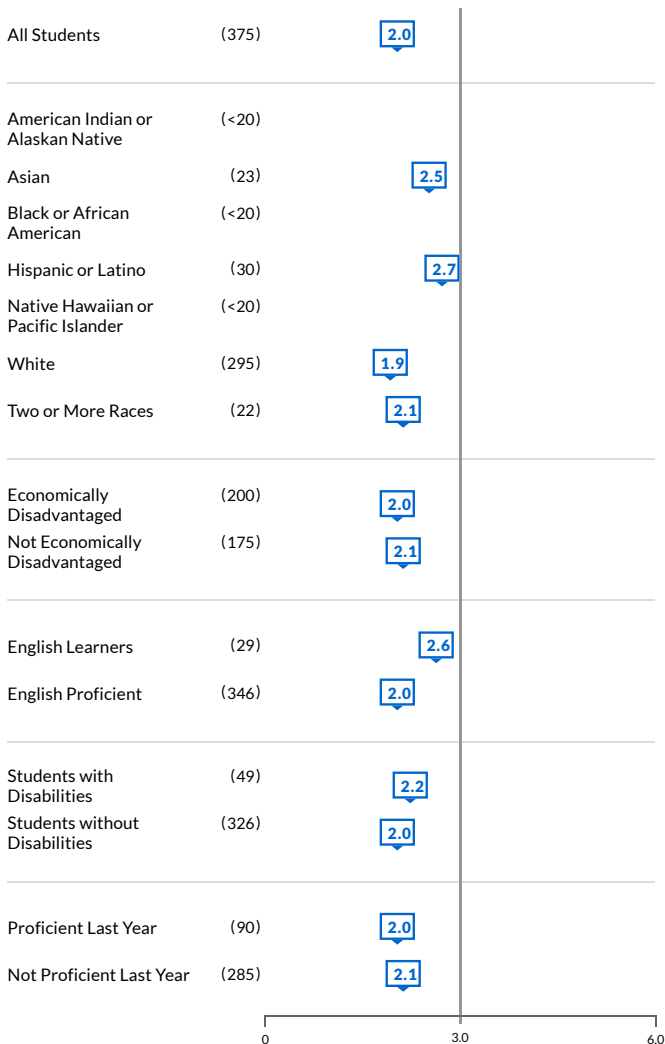 All Students (375) 2.0
American Indian or (<20)
Alaskan Native
Asian (23) 2.5
Black or African (<20)
American
Hispanic or Latino (30) 2.7
Native Hawaiian or (<20)
Pacific Islander
White (295) 1.9
Two or More Races (22) 2.1
Economically (200) 2.0
Disadvantaged
Not Economically (175) 2.1
Disadvantaged
English Learners (29) 2.6
English Proficient (346) 2.0
Students with (49) 2.2
Disabilities
Students without (326) 2.0
Disabilities
Proficient Last Year (90) 2.0
Not Proficient Last Year (285) 2.1
0 3.0 6.0